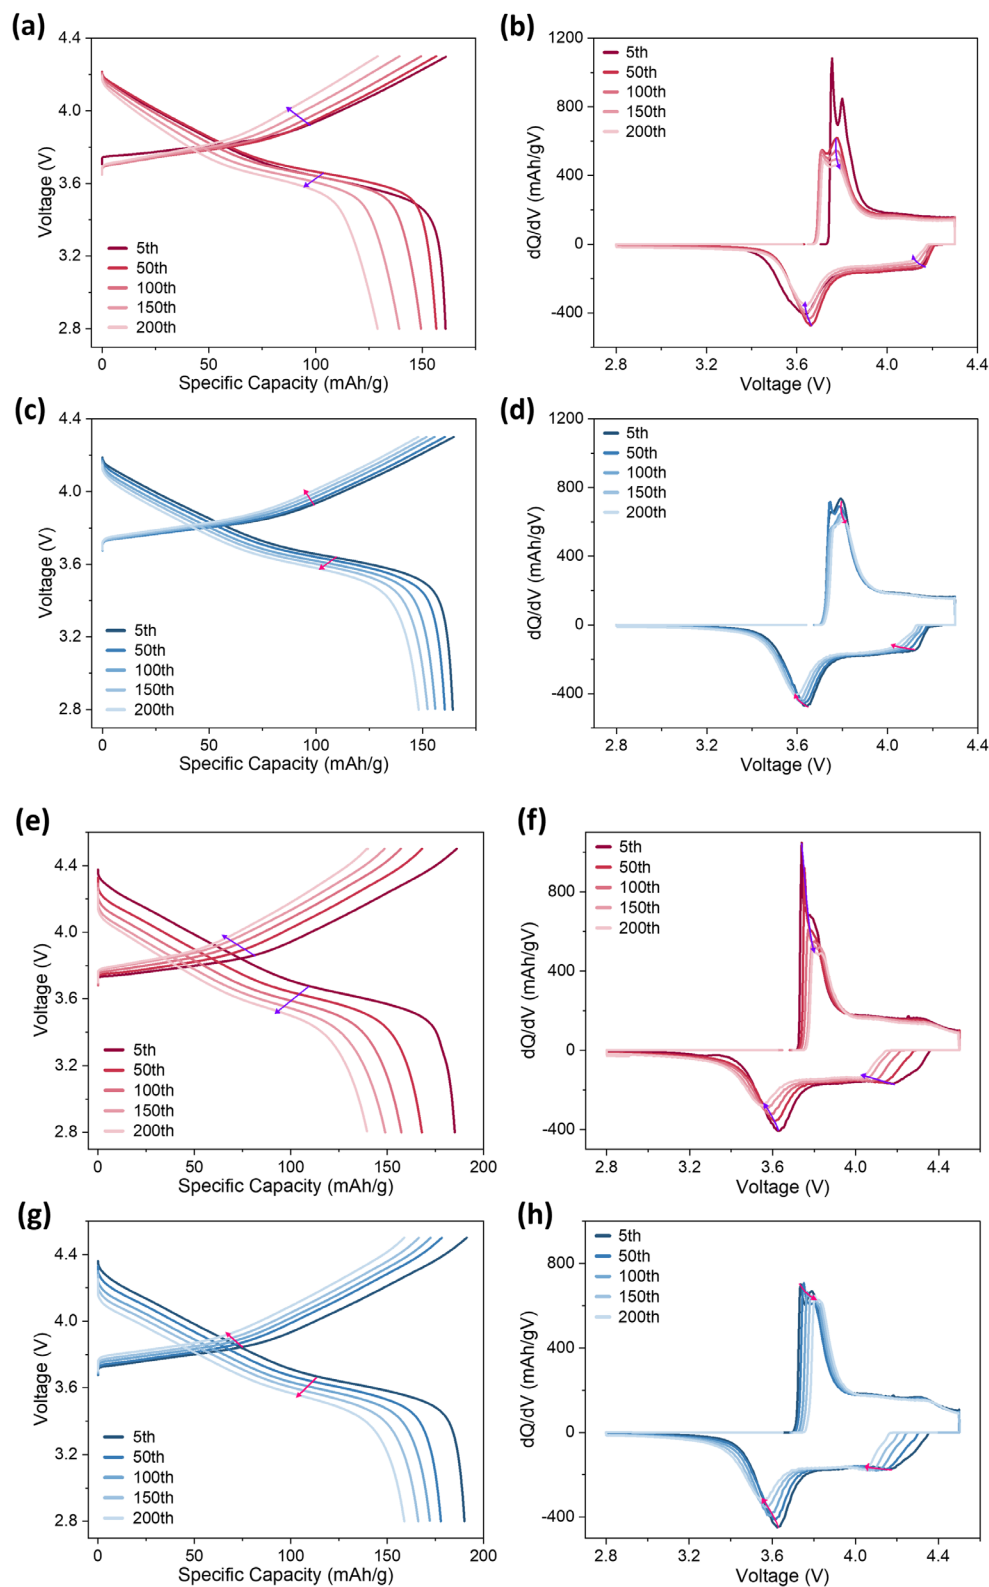 (a)
4.4
4.0
3.6
3.2
2.8
Voltage (V)
5th
50th
100th
150th
200th
0
50
100
150
Specific Capacity (mAh/g)
(b)
1200
800
400
0
-400
dQ/dV (mAh/gV)
5th
50th
100th
150th
200th
2.8
3.2
3.6
4.0
4.4
Voltage (V)
(c)
4.4
4.0
3.6
3.2
2.8
Voltage (V)
5th
50th
100th
150th
200th
0
50
100
150
Specific Capacity (mAh/g)
(d)
1200
800
400
0
-400
dQ/dV (mAh/gV)
5th
50th
100th
150th
200th
2.8
3.2
3.6
4.0
4.4
Voltage (V)
(e)
4.4
4.0
3.6
3.2
2.8
Voltage (V)
5th
50th
100th
150th
200th
0
50
100
150
200
Specific Capacity (mAh/g)
(f)
800
400
0
-400
dQ/dV (mAh/gV)
5th
50th
100th
150th
200th
2.8
3.2
3.6
4.0
4.4
Voltage (V)
(g)
4.4
4.0
3.6
3.2
2.8
Voltage (V)
5th
50th
100th
150th
200th
0
50
100
150
200
Specific Capacity (mAh/g)
(h)
800
400
0
-400
dQ/dV (mAh/gV)
5th
50th
100th
150th
200th
2.8
3.2
3.6
4.0
4.4
Voltage (V)